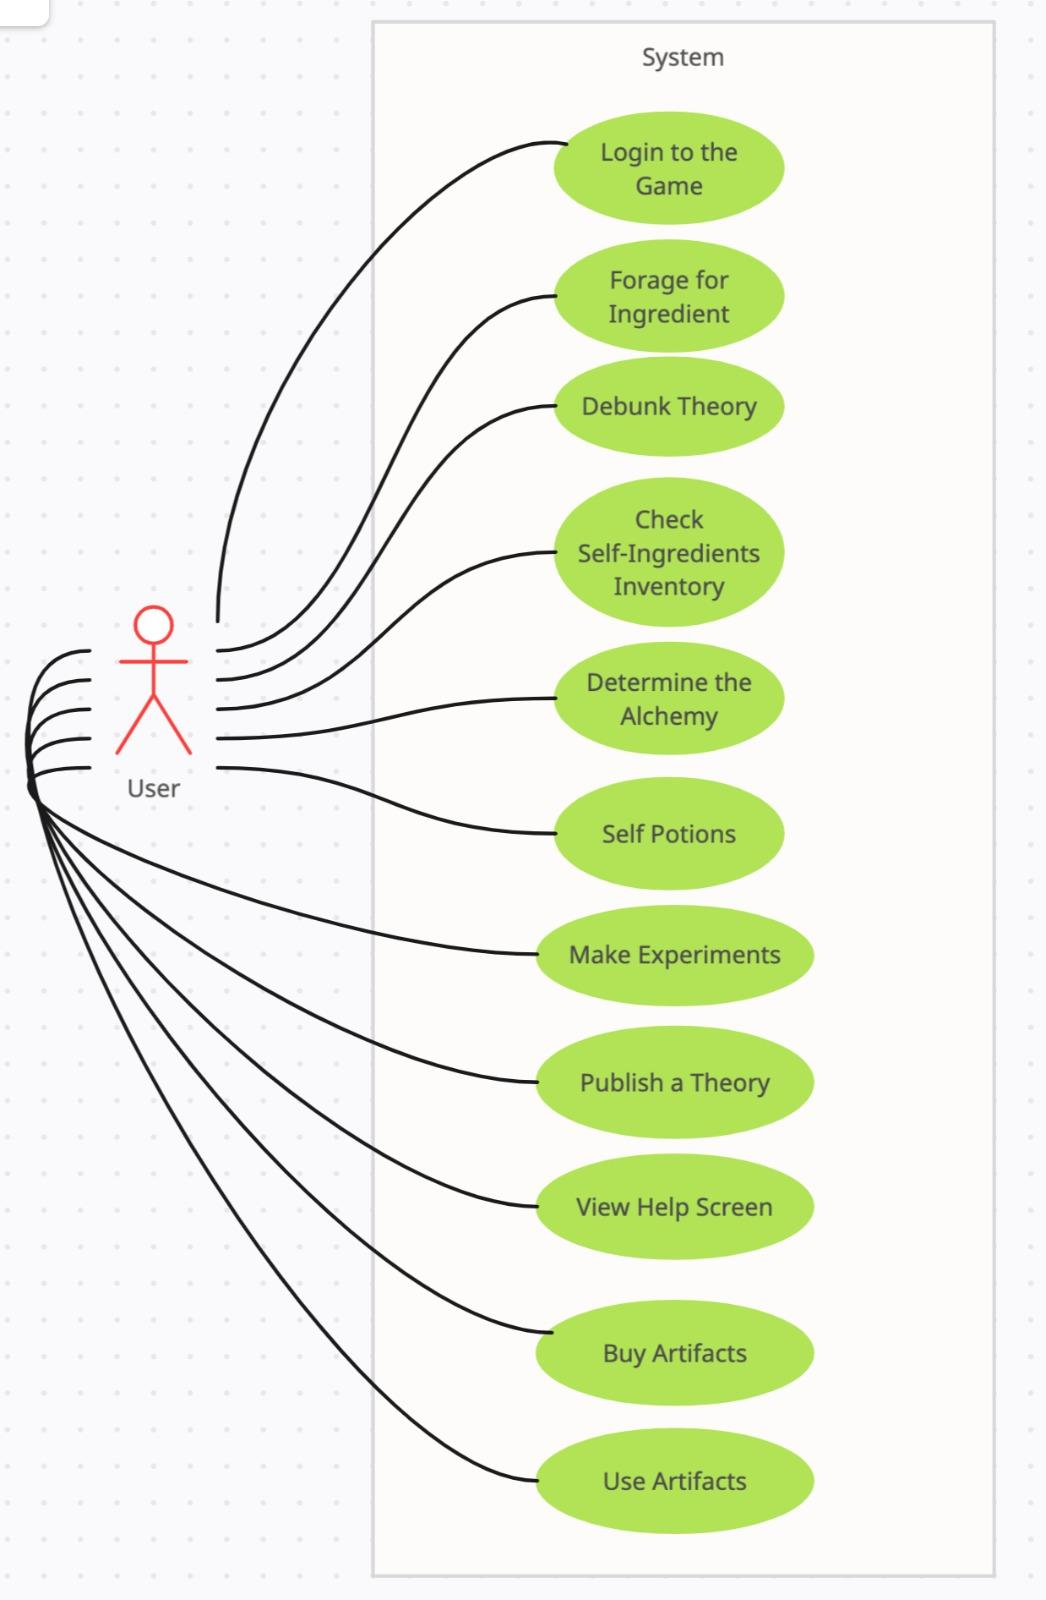 System
Login to the
Game
Forage for
Ingredient
Debunk Theory
Check
Self-Ingredients
Inventory
Determine the
Alchemy
User
Self Potions
Make Experiments
Publish a Theory
View Help Screen
Buy Artifacts
Use Artifacts